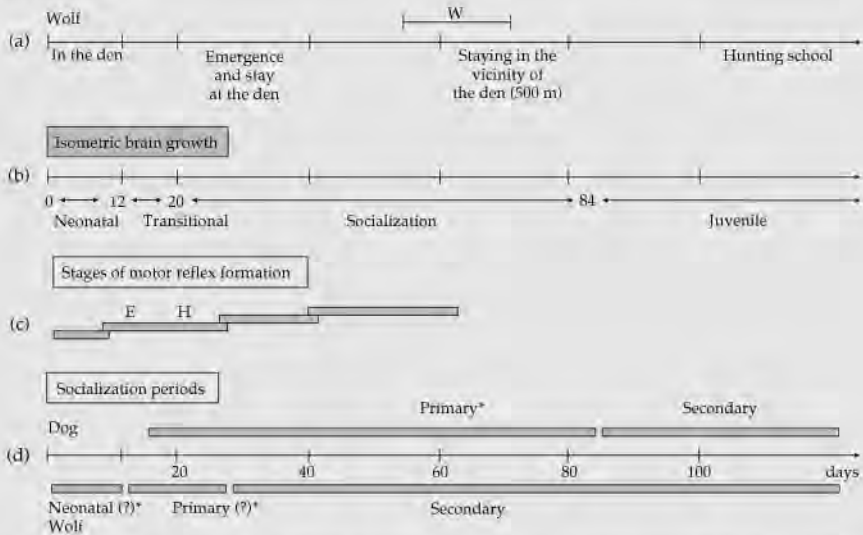 Wolf
W
(a)
In the den
Emergence
and stay
at the den
Staying in the
vicinity of
the den (500 m)
Hunting school
Isometric brain growth
(b)
0 12 20 84
Neonatal Transitional Socialization Juvenile
Stages of motor reflex formation
E H
(c)
Socialization periods
Primary* Secondary
Dog
(d)
20 40 60 80 100 days
Neonatal (?)* Primary (?)* Secondary
Wolf